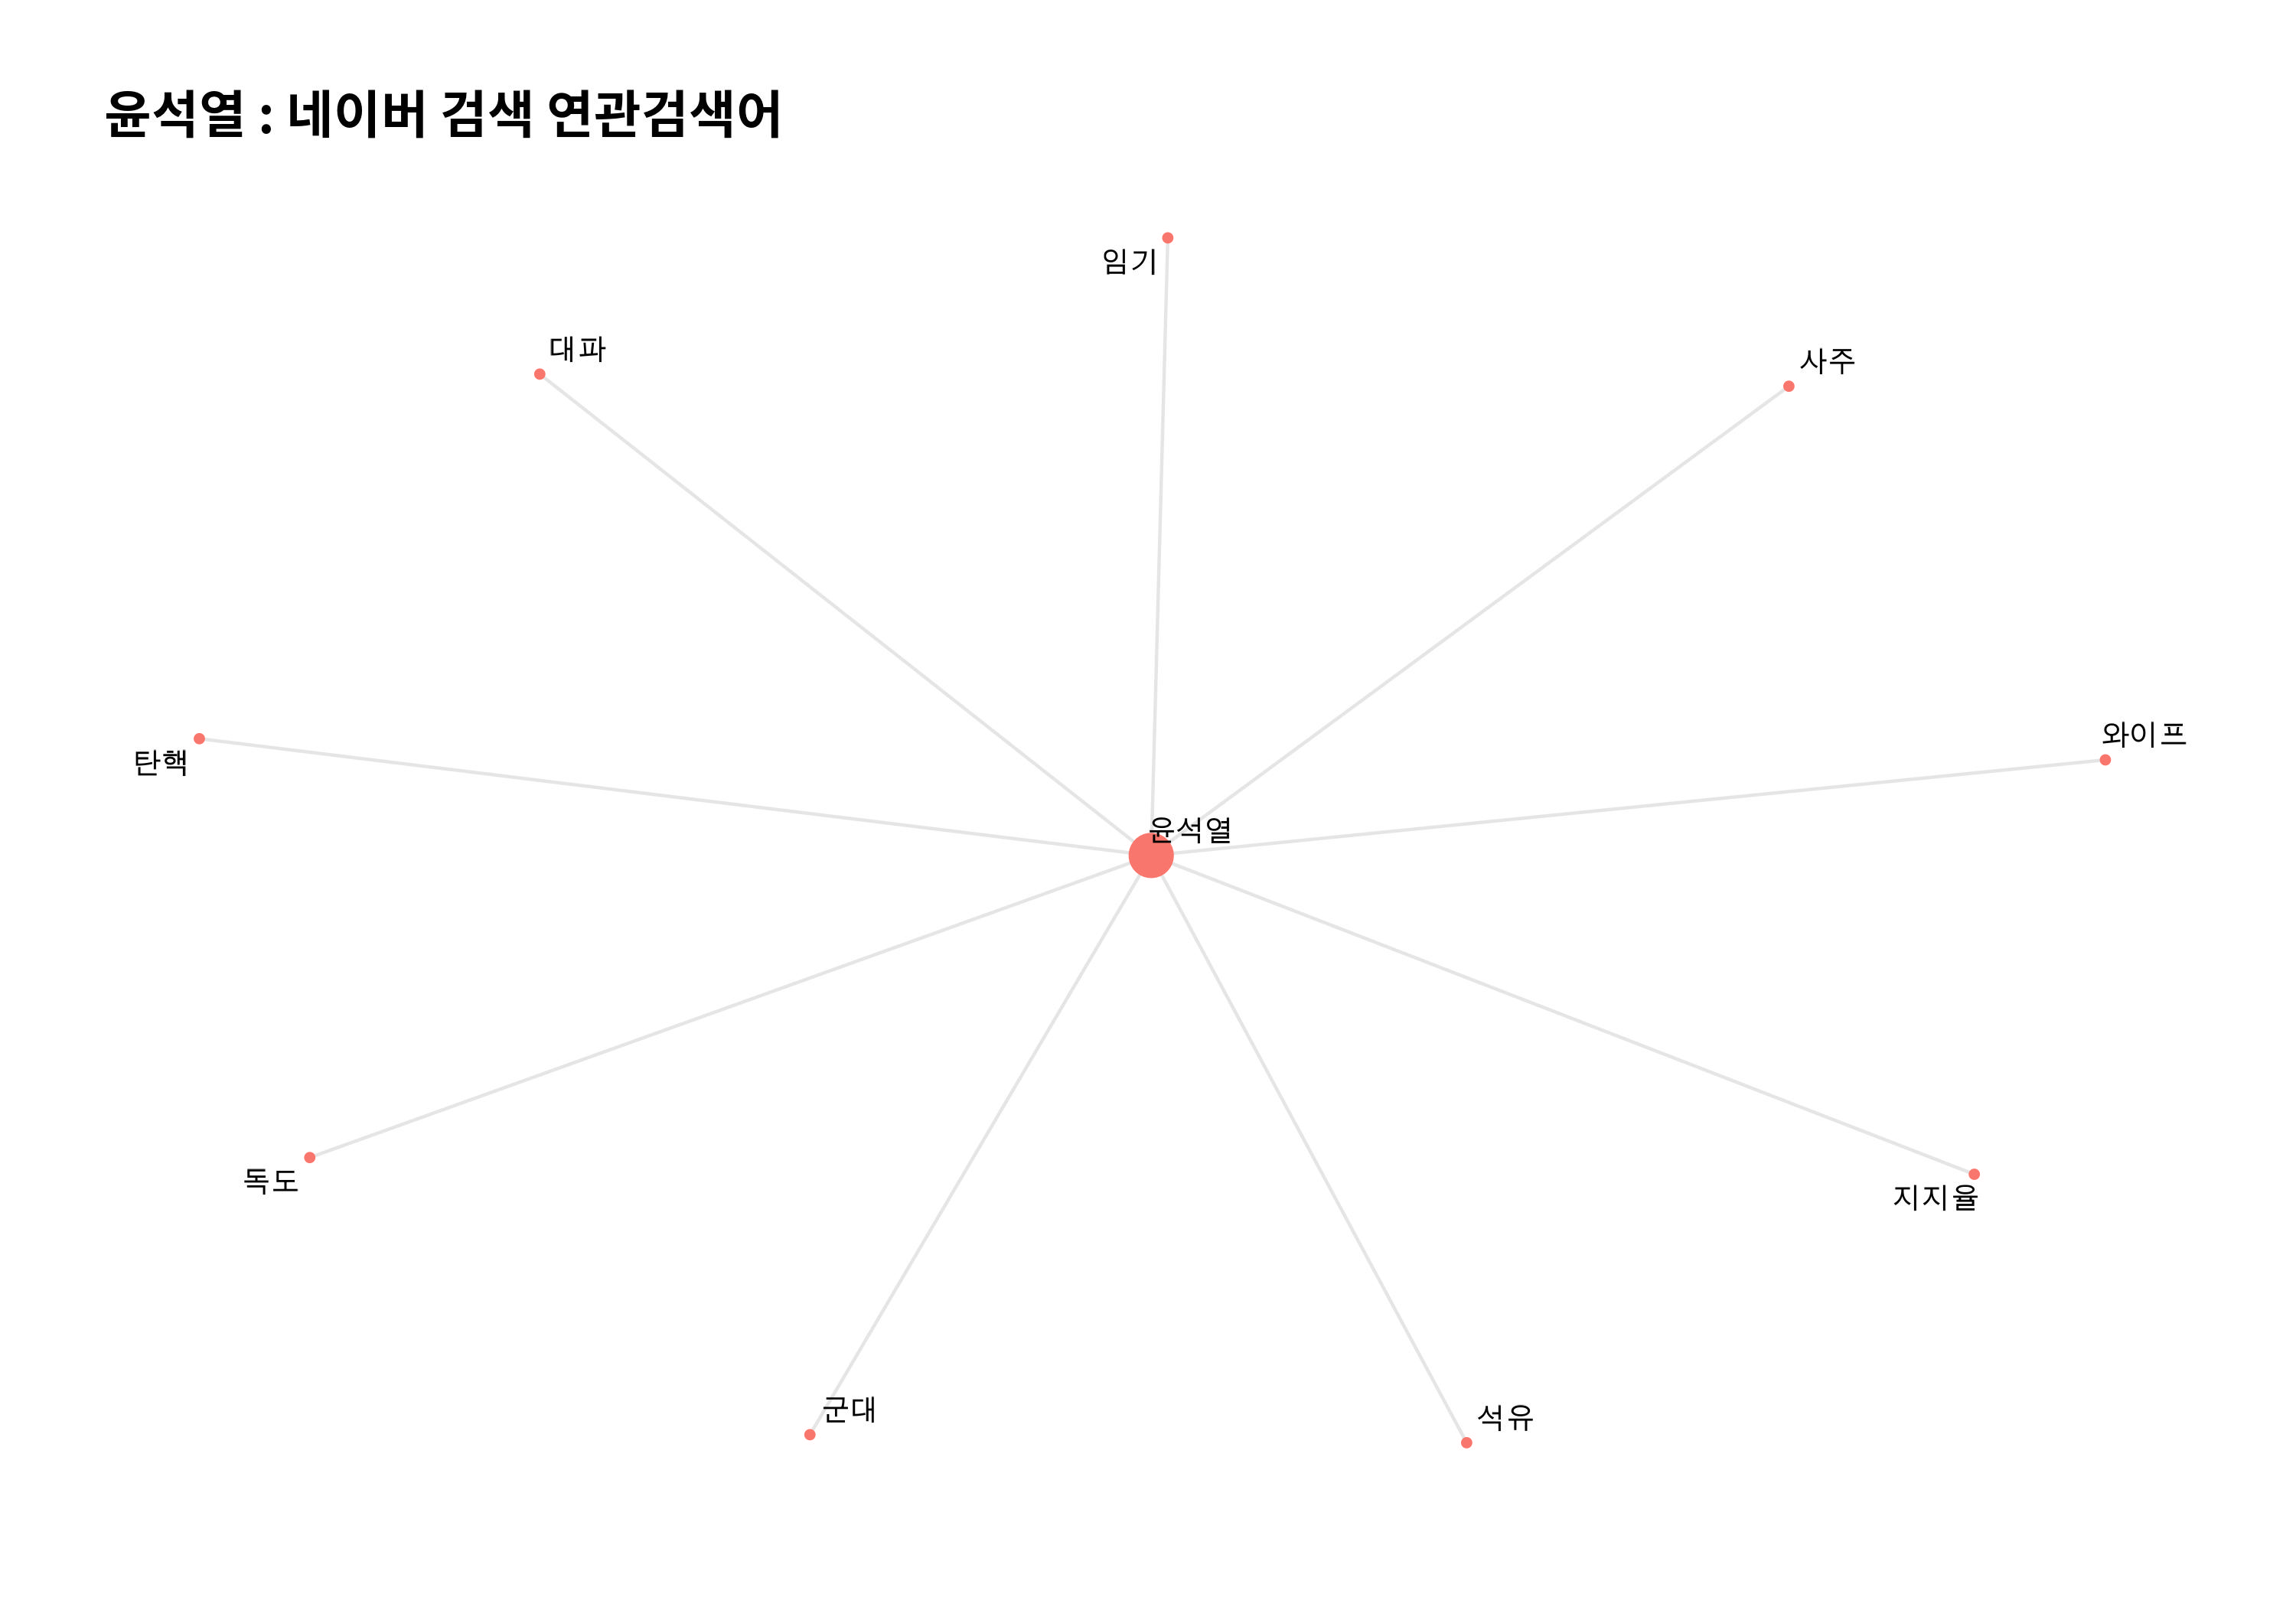 윤석열 : 네이버 검색 연관검색어
임기
대파
사주
와이프
탄핵
윤석열
독도
지지율
군대
석유